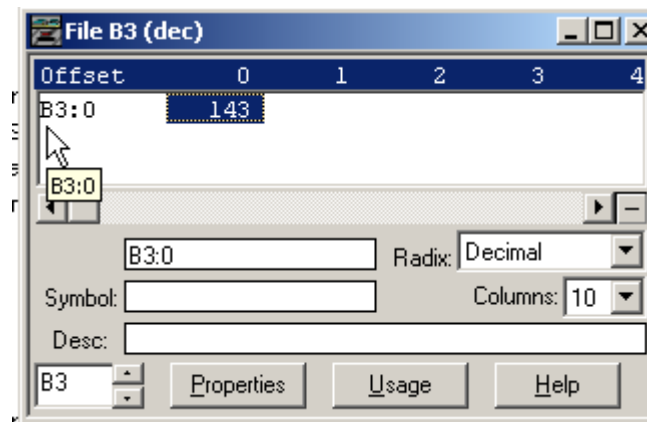 File B3 (dec)
Offset 0 1 2 3 4
B3:0 143
B3:0
B3:0 Radix: Decimal
Symbol: Columns: 10
Desc:
B3 Properties Usage Help